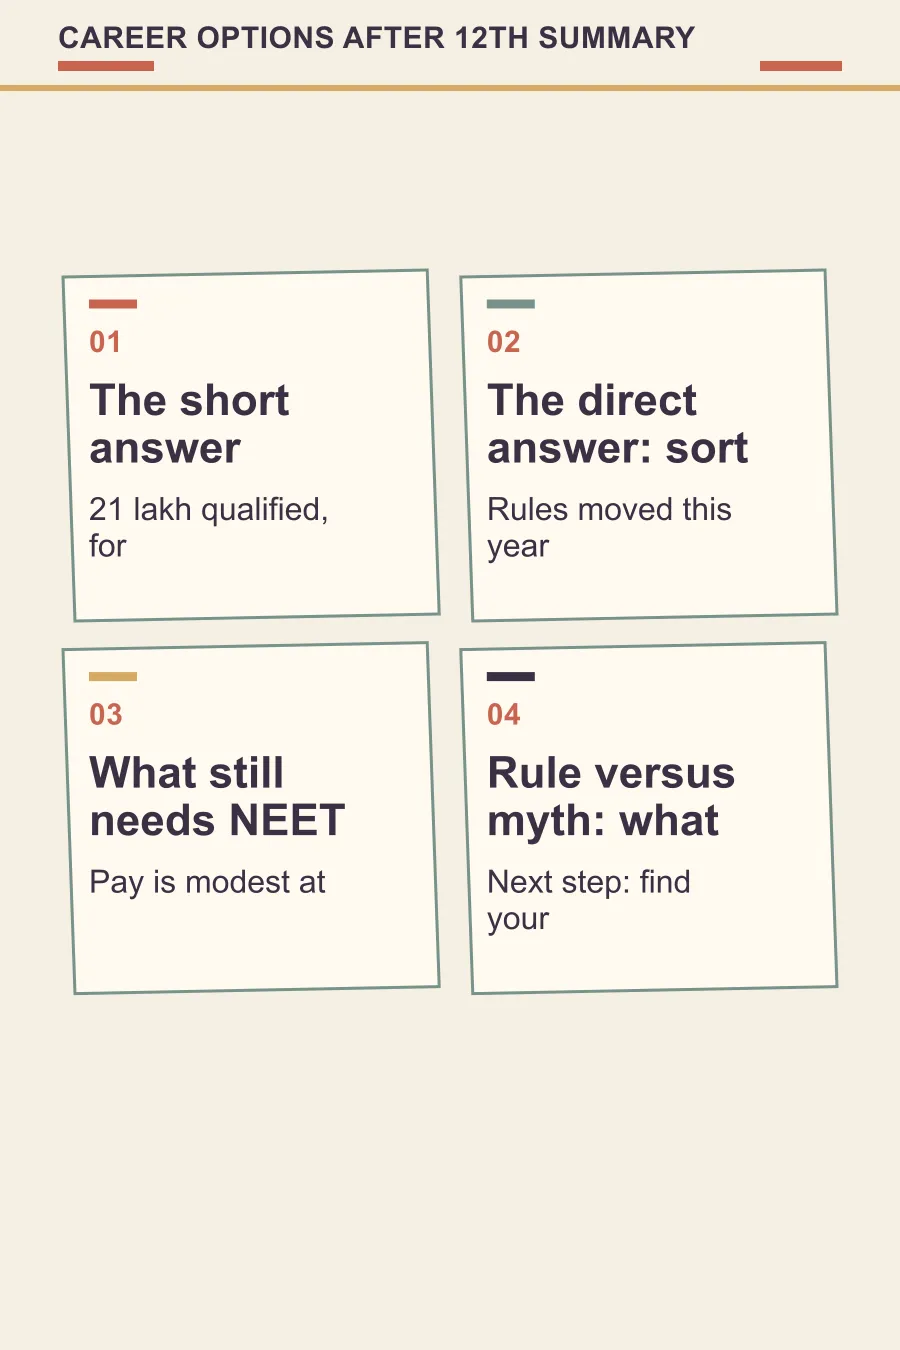 CAREER OPTIONS AFTER 12TH SUMMARY
01
The short
answer
21 lakh qualified,
for
02
The direct
answer: sort
Rules moved this
year
03
What still
needs NEET
Pay is modest at
04
Rule versus
myth: what
Next step: find
your